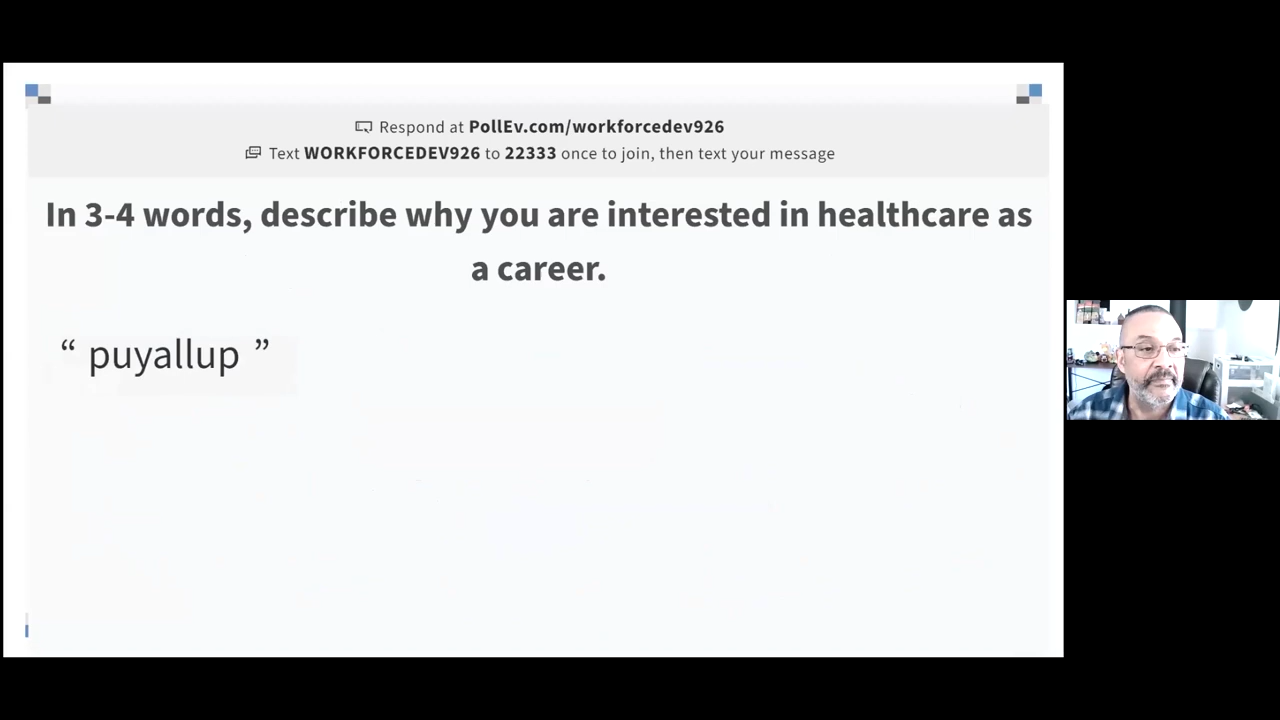 Respond at PollEv.com/workforcedev926
Text WORKFORCEDEV926 to 22333 once to join, then text your message
In 3-4 words, describe why you are interested in healthcare as
a career.
“ puyallup ”